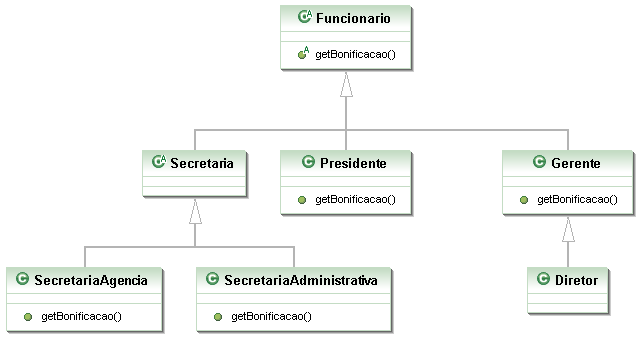 Funcionario
getBonificacao()
Secretaria
Presidente
getBonificacao()
Gerente
getBonificacao()
SecretariaAgencia
getBonificacao()
SecretariaAdministrativa
getBonificacao()
Diretor